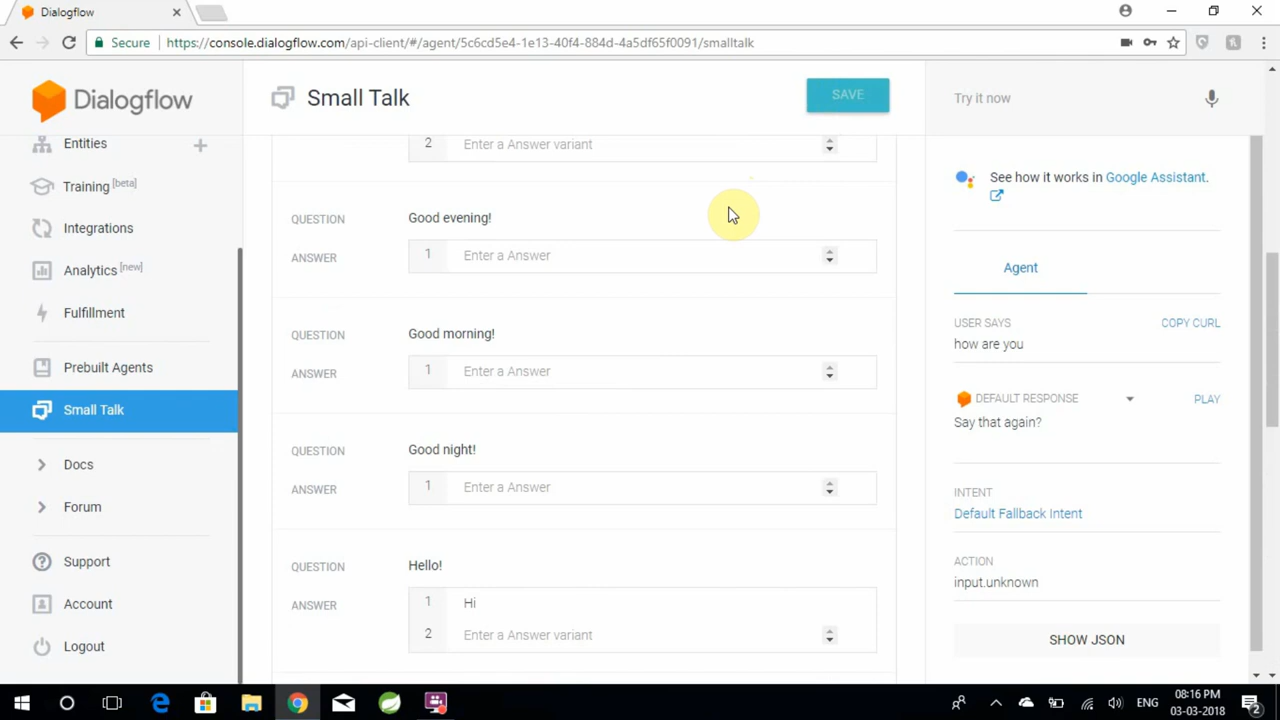 Dialogflow
Secure https://console.dialogflow.com/api-client/#/agent/5c6cd5e4-1e13-40f4-884d-4a5df65f0091/smalltalk
Dialogflow
Entities
Training [beta]
Integrations
Analytics [new]
Fulfillment
Prebuilt Agents
Small Talk
Docs
Forum
Support
Account
Logout
Small Talk
SAVE
2 Enter a Answer variant
QUESTION Good evening!
ANSWER 1 Enter a Answer
QUESTION Good morning!
ANSWER 1 Enter a Answer
QUESTION Good night!
ANSWER 1 Enter a Answer
QUESTION Hello!
ANSWER 1 Hi
2 Enter a Answer variant
Try it now
See how it works in Google Assistant.
Agent
USER SAYS COPY CURL
how are you
DEFAULT RESPONSE PLAY
Say that again?
INTENT
Default Fallback Intent
ACTION
input.unknown
SHOW JSON
ENG
08:16 PM
03-03-2018
2